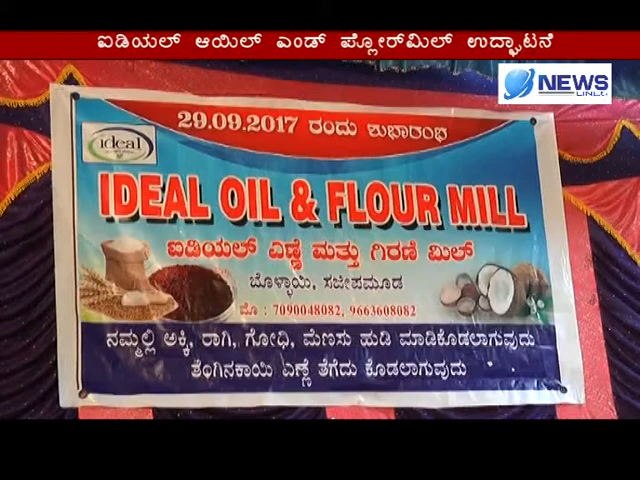 ಐಡಿಯಲ್ ಆಯಿಲ್ ಎಂಡ್ ಪ್ಲೋರ್‌ಮಿಲ್ ಉದ್ಘಾಟನೆ
NEWS
LINE
ideal
29.09.2017 ರಂದು ಶುಭಾರಂಭ
IDEAL OIL & FLOUR MILL
ಐಡಿಯಲ್ ಎಣ್ಣೆ ಮತ್ತು ಗಿರಣಿ ಮಿಲ್
ಬೊಳ್ಳಾಯಿ, ಸಜೀಪಮೂಡ
ಮೊ : 7090048082, 9663608082
ನಮ್ಮಲ್ಲಿ ಅಕ್ಕಿ, ರಾಗಿ, ಗೋಧಿ, ಮೆಣಸು ಹುಡಿ ಮಾಡಿಕೊಡಲಾಗುವುದು
ತೆಂಗಿನಕಾಯಿ ಎಣ್ಣೆ ತೆಗೆದು ಕೊಡಲಾಗುವುದು